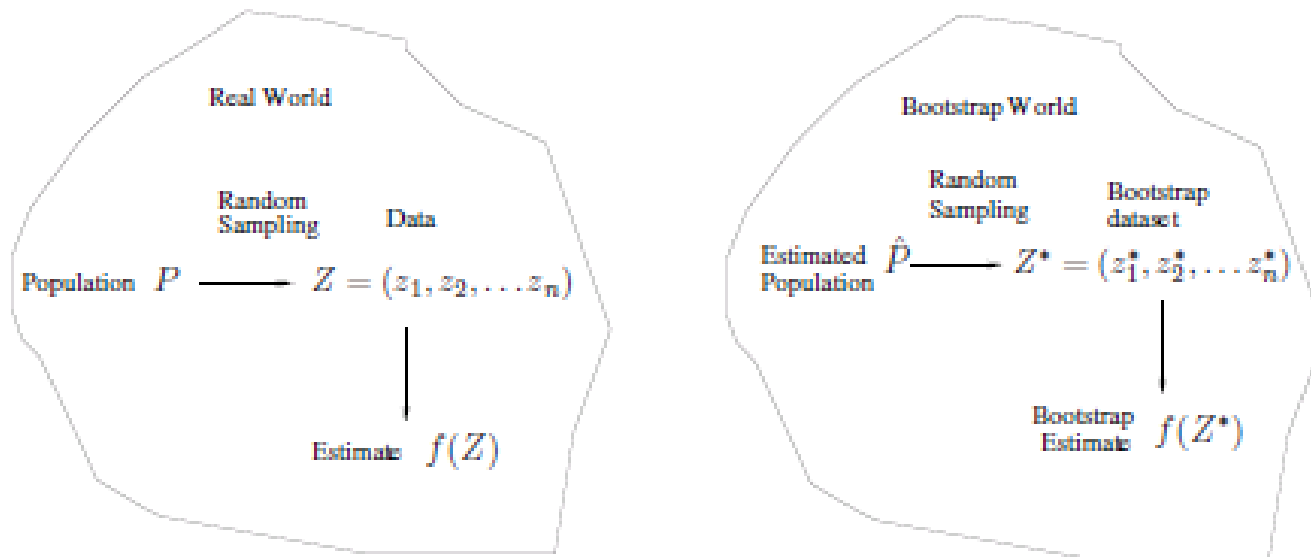 Real World
Random
Sampling
Data
Population P
Z = (z₁, z₂, …zₙ)
Estimate f(Z)
Bootstrap World
Random
Sampling
Bootstrap
dataset
Estimated
Population
P̂
Z* = (z₁*, z₂*, …zₙ*)
Bootstrap
Estimate
f(Z*)